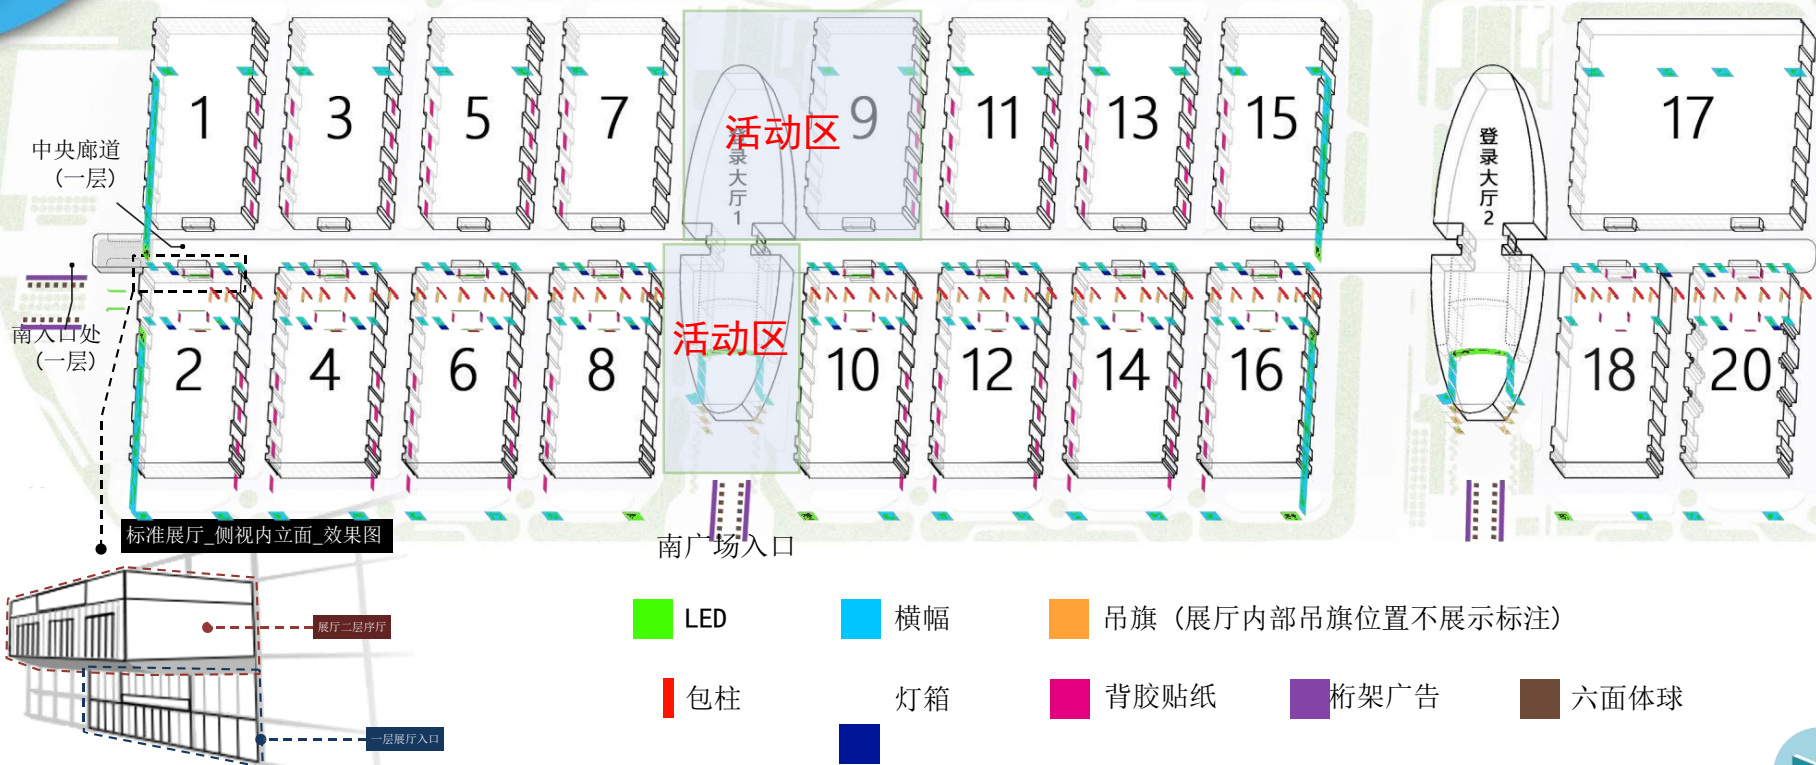 1
3
5
7
9
11
13
15
17
活动区
登录大厅1
登录大厅2
中央廊道
（一层）
南入口处
（一层）
2
4
6
8
活动区
10
12
14
16
18
20
标准展厅_侧视内立面_效果图
南广场入口
展厅二层序厅
一层展厅入口
LED
横幅
吊旗（展厅内部吊旗位置不展示标注）
包柱
灯箱
背胶贴纸
桁架广告
六面体球